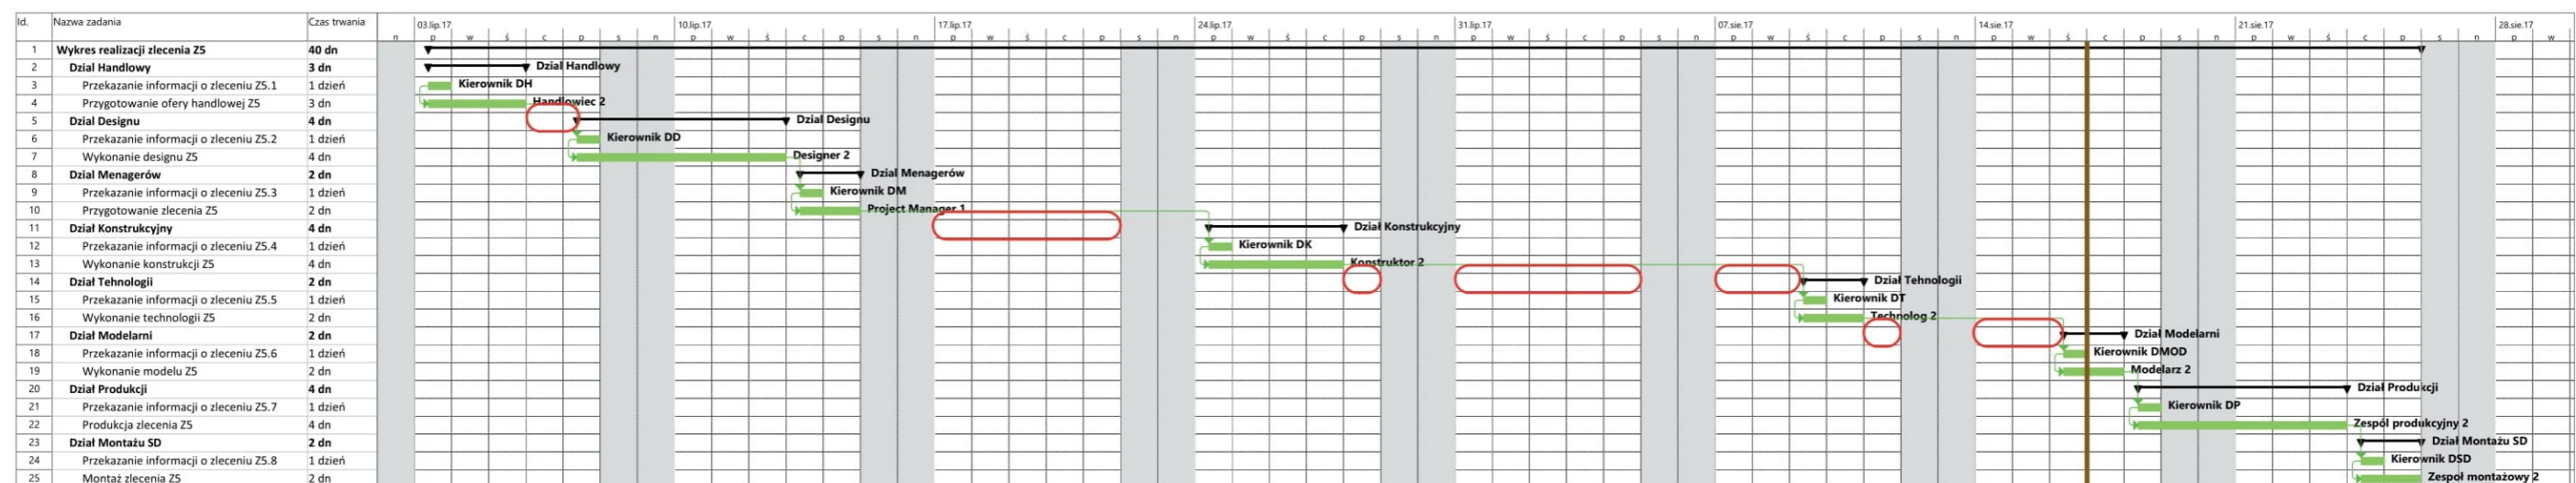 Id. Nazwa zadania Czas trwania 03.lip.17 10.lip.17 17.lip.17 24.lip.17 31.lip.17 07.sie.17 14.sie.17 21.sie.17 28.sie.17
n p w ś c p s n p w ś c p s n p w ś c p s n p w ś c p s n p w ś c p s n p w ś c p s n p w ś c p s n p w ś c p s n p w
1 Wykres realizacji zlecenia Z5 40 dn
2 Dzial Handlowy 3 dn Dzial Handlowy
3 Przekazanie informacji o zleceniu Z5.1 1 dzień Kierownik DH
4 Przygotowanie ofery handlowej Z5 3 dn Handlowiec 2
5 Dzial Designu 4 dn Dzial Designu
6 Przekazanie informacji o zleceniu Z5.2 1 dzień Kierownik DD
7 Wykonanie designu Z5 4 dn Designer 2
8 Dzial Menagerów 2 dn Dzial Menagerów
9 Przekazanie informacji o zleceniu Z5.3 1 dzień Kierownik DM
10 Przygotowanie zlecenia Z5 2 dn Project Manager 1
11 Dział Konstrukcyjny 4 dn Dział Konstrukcyjny
12 Przekazanie informacji o zleceniu Z5.4 1 dzień Kierownik DK
13 Wykonanie konstrukcji Z5 4 dn Konstruktor 2
14 Dział Tehnologii 2 dn Dział Tehnologii
15 Przekazanie informacji o zleceniu Z5.5 1 dzień Kierownik DT
16 Wykonanie technologii Z5 2 dn Technolog 2
17 Dział Modelarni 2 dn Dział Modelarni
18 Przekazanie informacji o zleceniu Z5.6 1 dzień Kierownik DMOD
19 Wykonanie modelu Z5 2 dn Modelarz 2
20 Dział Produkcji 4 dn Dział Produkcji
21 Przekazanie informacji o zleceniu Z5.7 1 dzień Kierownik DP
22 Produkcja zlecenia Z5 4 dn Zespół produkcyjny 2
23 Dział Montażu SD 2 dn Dział Montażu SD
24 Przekazanie informacji o zleceniu Z5.8 1 dzień Kierownik DSD
25 Montaż zlecenia Z5 2 dn Zespoł montażowy 2